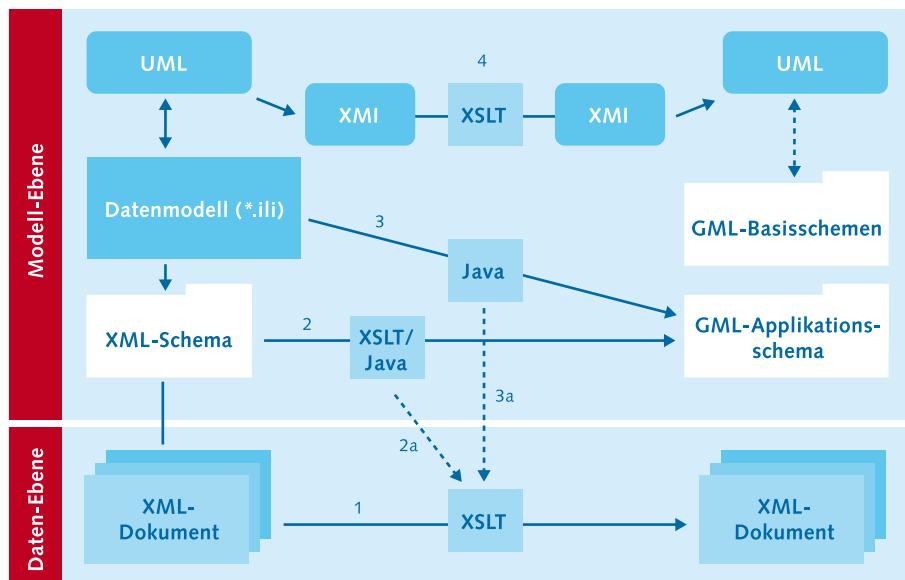 Modell-Ebene
UML
4
UML
XMI
XSLT
XMI
Datenmodell (*.ili)
3
GML-Basisschemen
Java
XML-Schema
2
XSLT/
Java
GML-Applikations-
schema
3a
2a
Daten-Ebene
XML-
Dokument
1
XSLT
XML-
Dokument